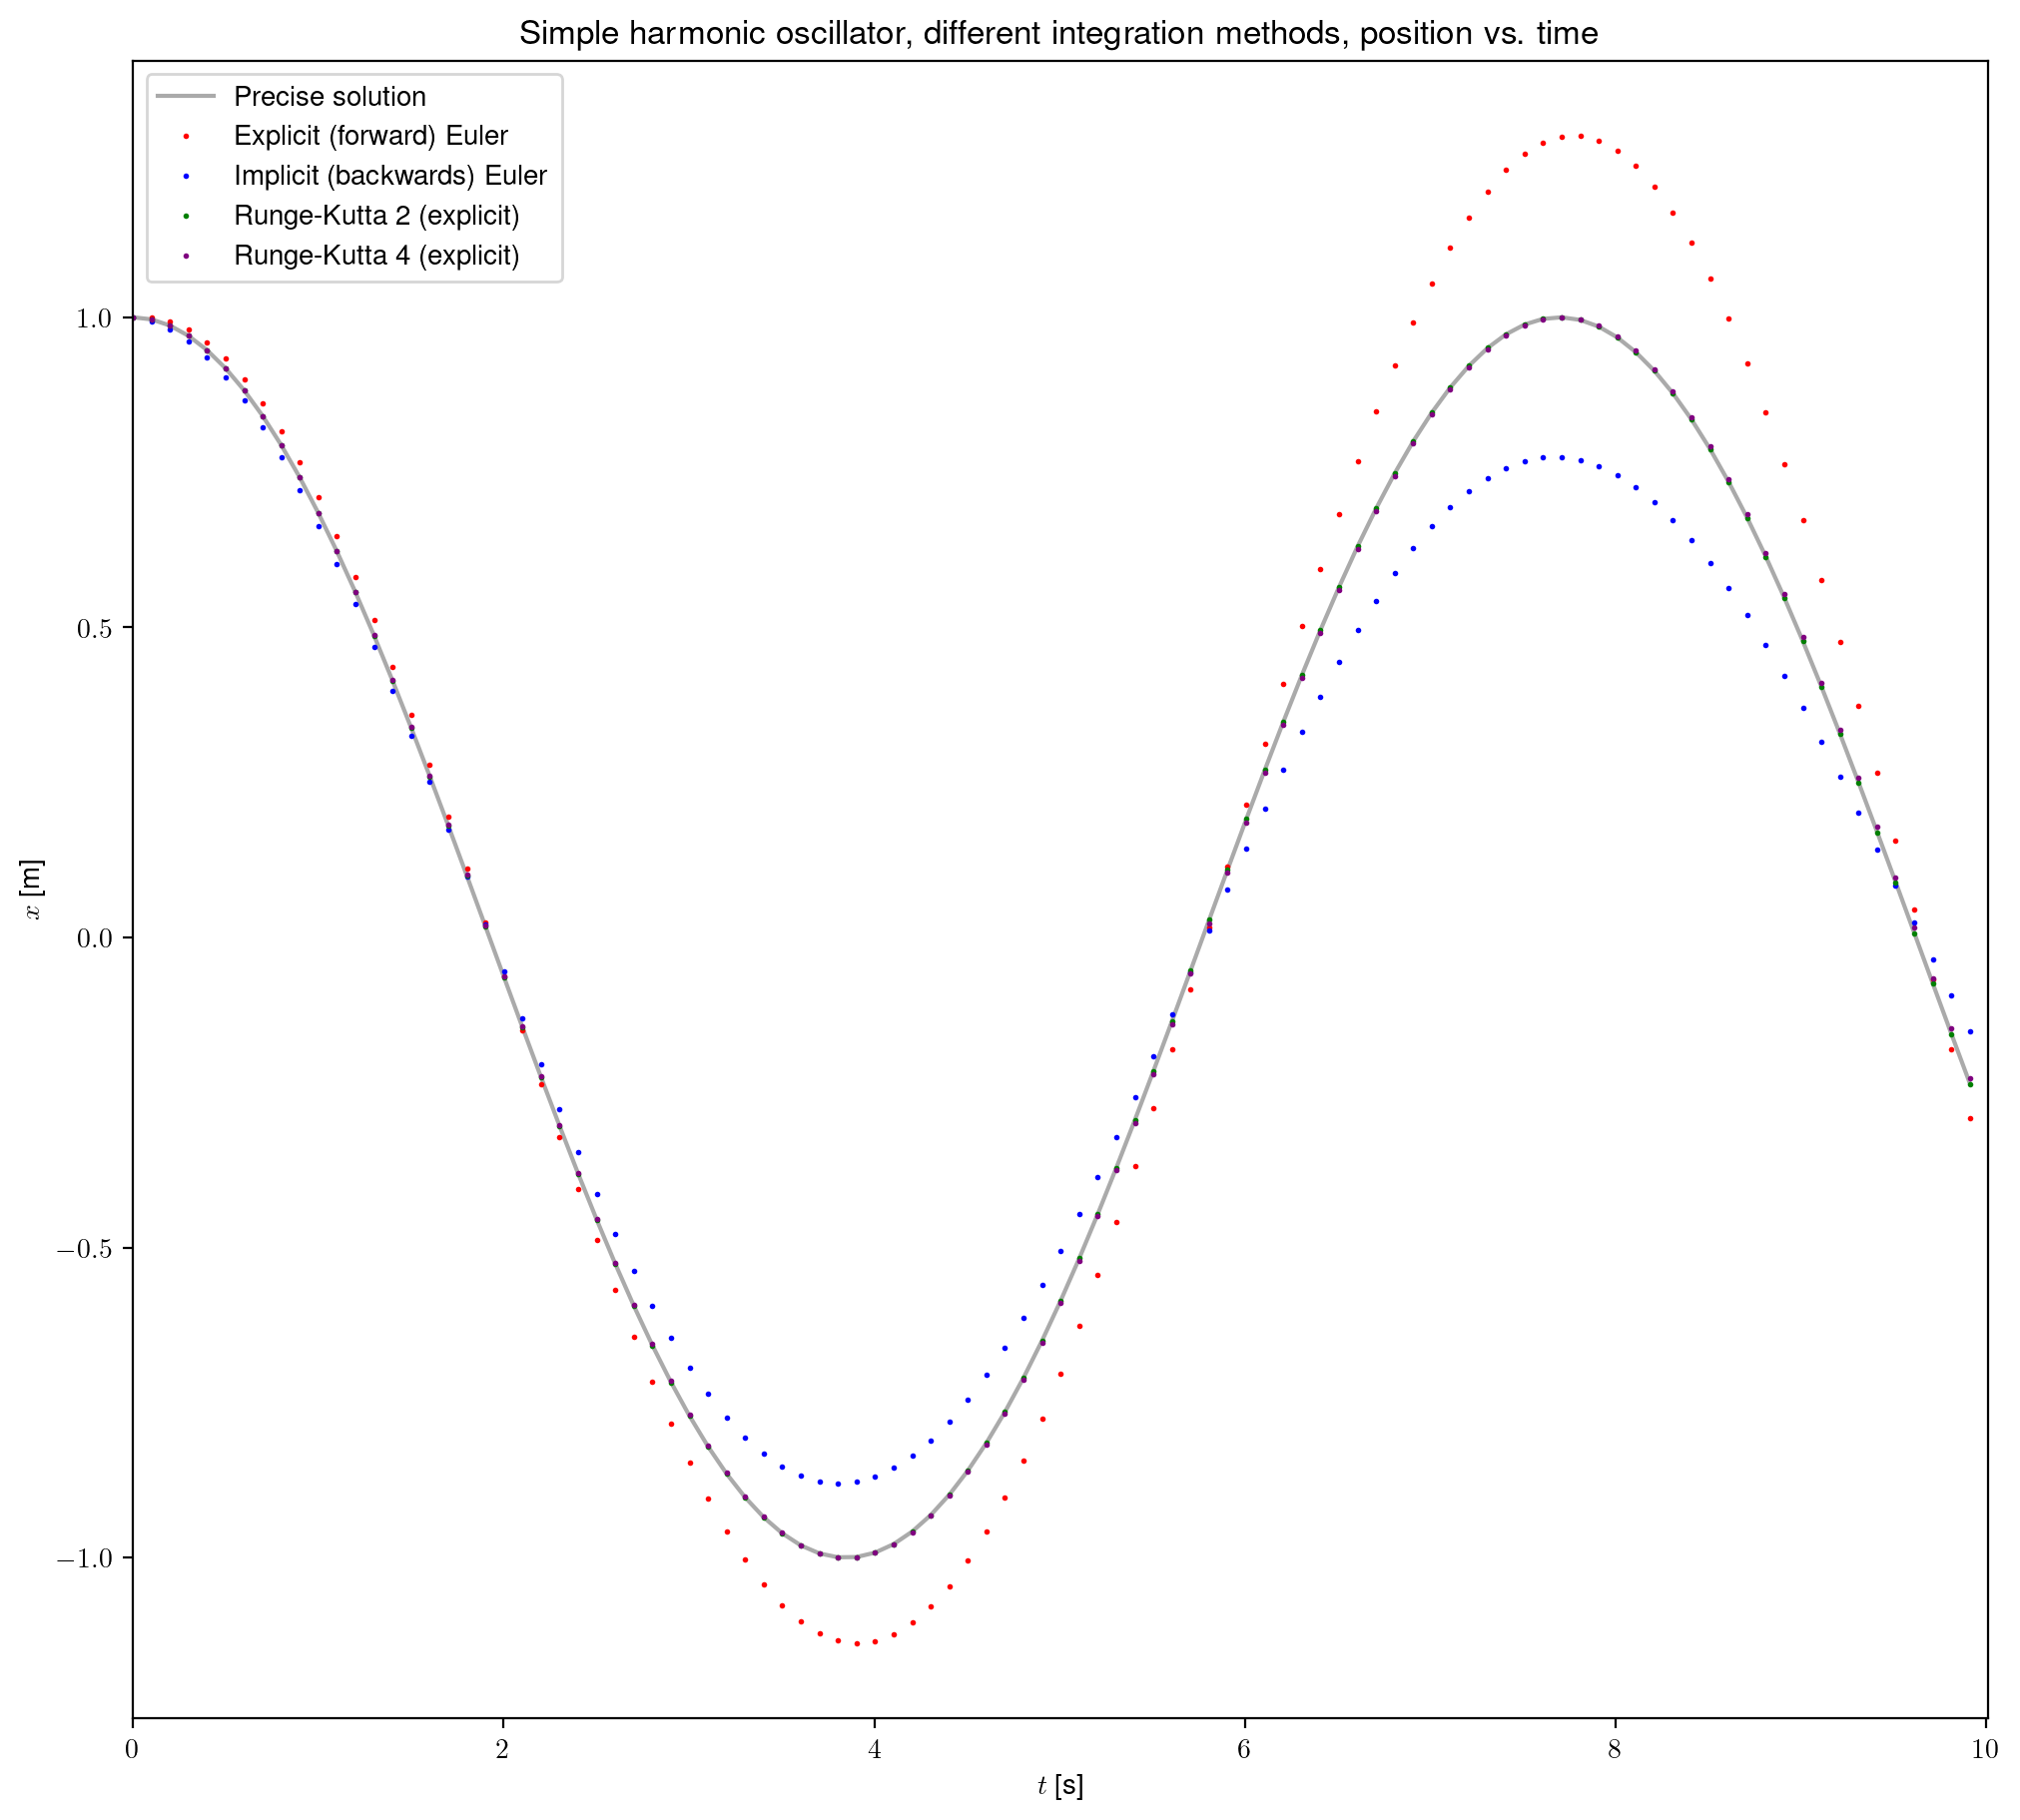 Simple harmonic oscillator, different integration methods, position vs. time
Precise solution
Explicit (forward) Euler
Implicit (backwards) Euler
Runge-Kutta 2 (explicit)
Runge-Kutta 4 (explicit)
1.0
0.5
0.0
−0.5
−1.0
x [m]
0 2 4 6 8 10
t [s]